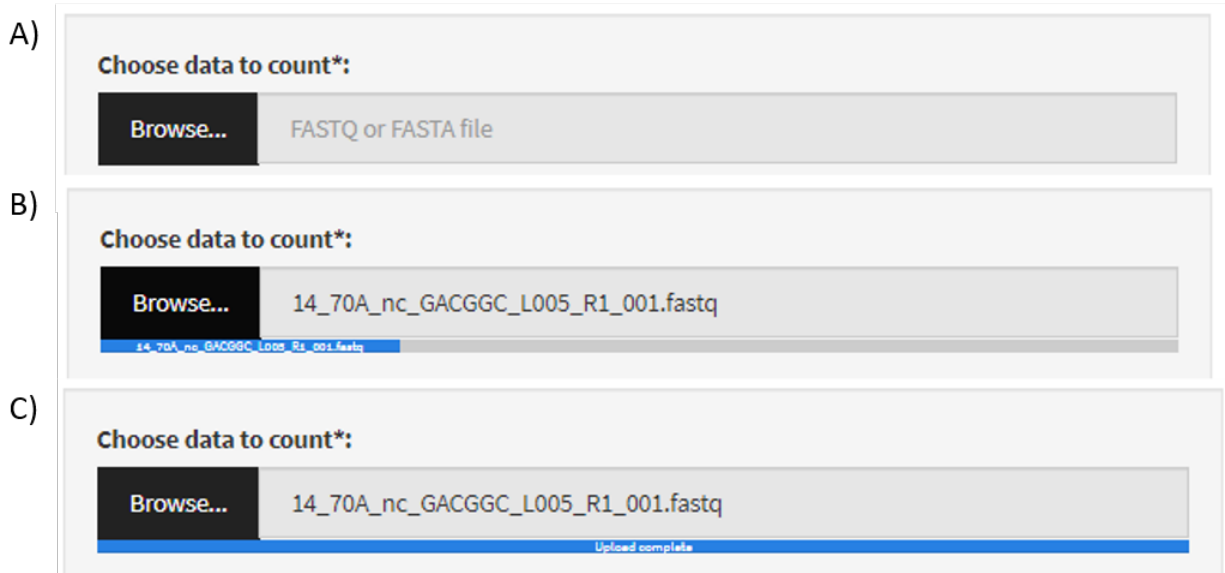 A)
Choose data to count*:
Browse... FASTQ or FASTA file
B)
Choose data to count*:
Browse... 14_70A_nc_GACGGC_L005_R1_001.fastq
14_70A_nc_GACGGC_L005_R1_001.fastq
C)
Choose data to count*:
Browse... 14_70A_nc_GACGGC_L005_R1_001.fastq
Upload complete